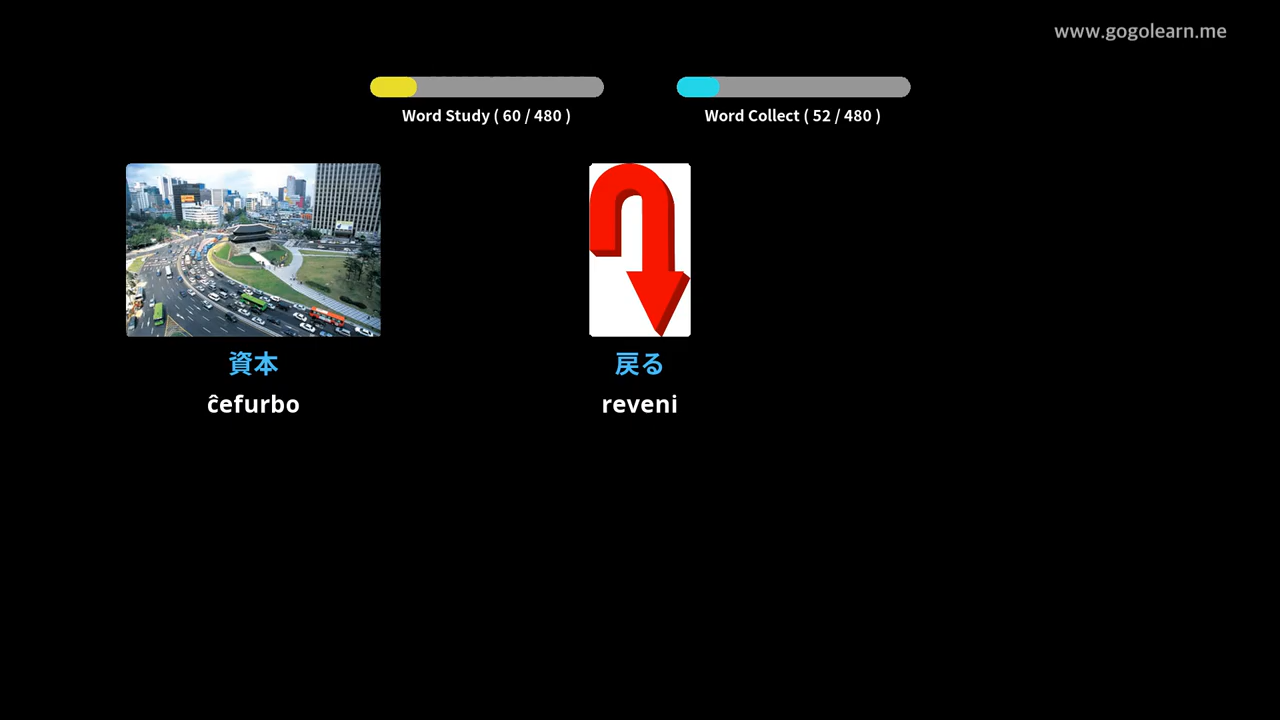 www.gogolearn.me
Word Study ( 60 / 480 )
Word Collect ( 52 / 480 )
資本
戻る
ĉefurbo
reveni